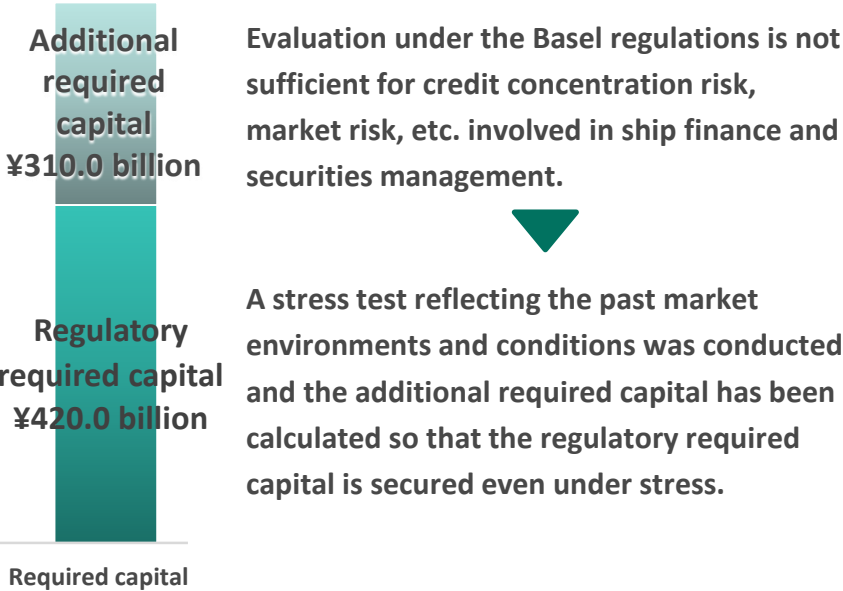 Additional
required
capital
¥310.0 billion
Evaluation under the Basel regulations is not
sufficient for credit concentration risk,
market risk, etc. involved in ship finance and
securities management.
Regulatory
required capital
¥420.0 billion
A stress test reflecting the past market
environments and conditions was conducted
and the additional required capital has been
calculated so that the regulatory required
capital is secured even under stress.
Required capital